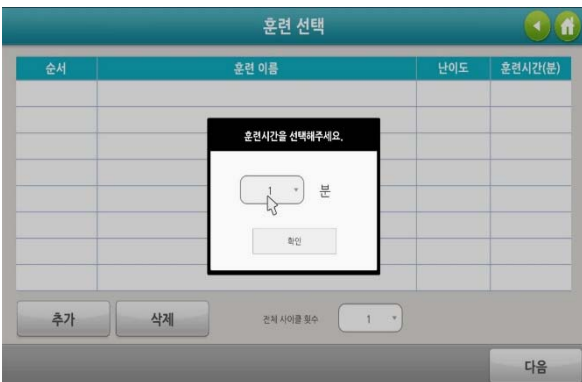 훈련 선택
순서 훈련 이름 난이도 훈련시간(분)
훈련시간을 선택해주세요.
1 분
확인
추가 삭제 전체 사이클 횟수 1
다음